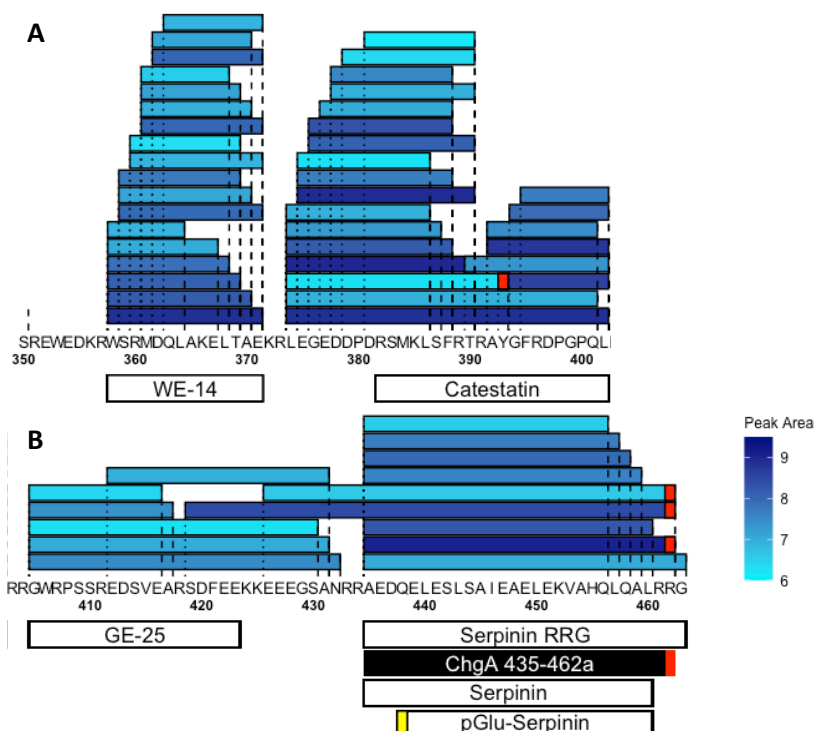 A
SREWEDKRWSRMDQLAKELTAEKRLEGEDDPDRSMKLSFRTRAYGFRDPGPQL
350 360 370 380 390 400
WE-14 Catestatin
B
Peak Area
9
8
7
6
RRGWRPSSREDSVEARSDFEEKKEEEGSANRRAEDQELESLSAIEAELEKVAHQLQALRRG
410 420 430 440 450 460
GE-25 Serpinin RRG
ChgA 435-462a
Serpinin
pGlu-Serpinin